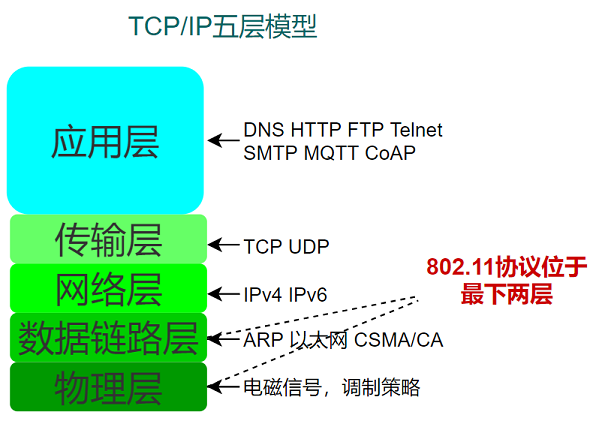 TCP/IP五层模型
应用层
DNS HTTP FTP Telnet
SMTP MQTT CoAP
传输层
TCP UDP
802.11协议位于
最下两层
网络层
IPv4 IPv6
数据链路层
ARP 以太网 CSMA/CA
物理层
电磁信号，调制策略